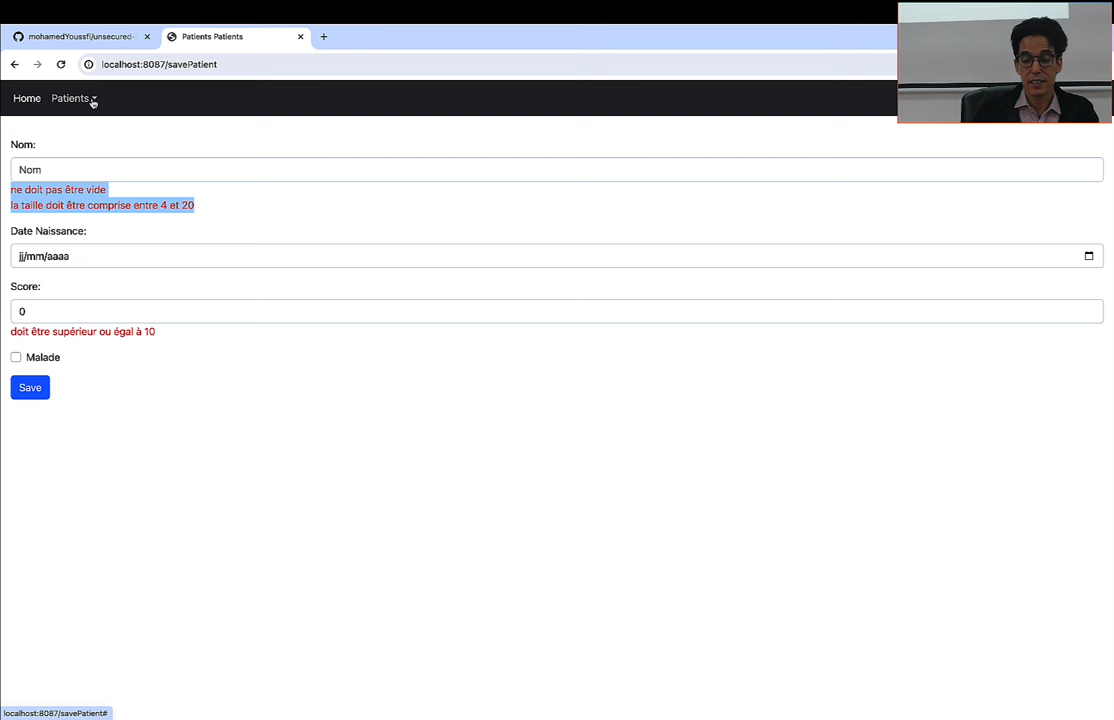 mohamedYoussfi/unsecured-
Patients Patients
localhost:8087/savePatient
Home Patients
Nom:
Nom
ne doit pas être vide
la taille doit être comprise entre 4 et 20
Date Naissance:
jj/mm/aaaa
Score:
0
doit être supérieur ou égal à 10
Malade
Save
localhost:8087/savePatient#